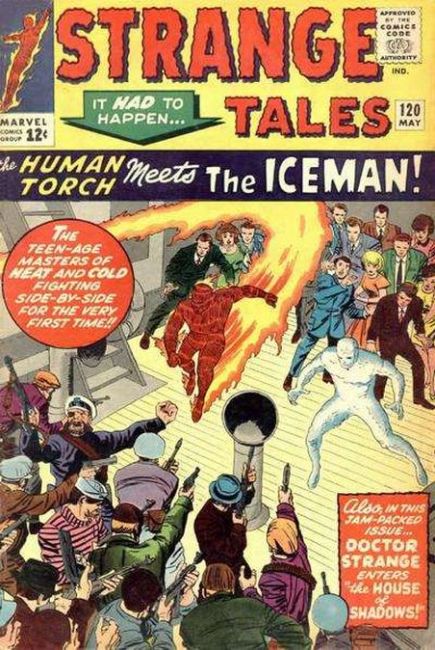 STRANGE
TALES
APPROVED
BY THE
COMICS
CODE
AUTHORITY
IND.
IT HAD TO
HAPPEN...
MARVEL
COMICS
GROUP
12¢
120
MAY
the HUMAN
TORCH
Meets The ICEMAN!
THE
TEEN-AGE
MASTERS OF
HEAT AND COLD
FIGHTING
SIDE-BY-SIDE
FOR THE VERY
FIRST TIME!!
Also, IN THIS
JAM-PACKED
ISSUE...
DOCTOR
STRANGE
ENTERS
"the HOUSE
OF
SHADOWS!"